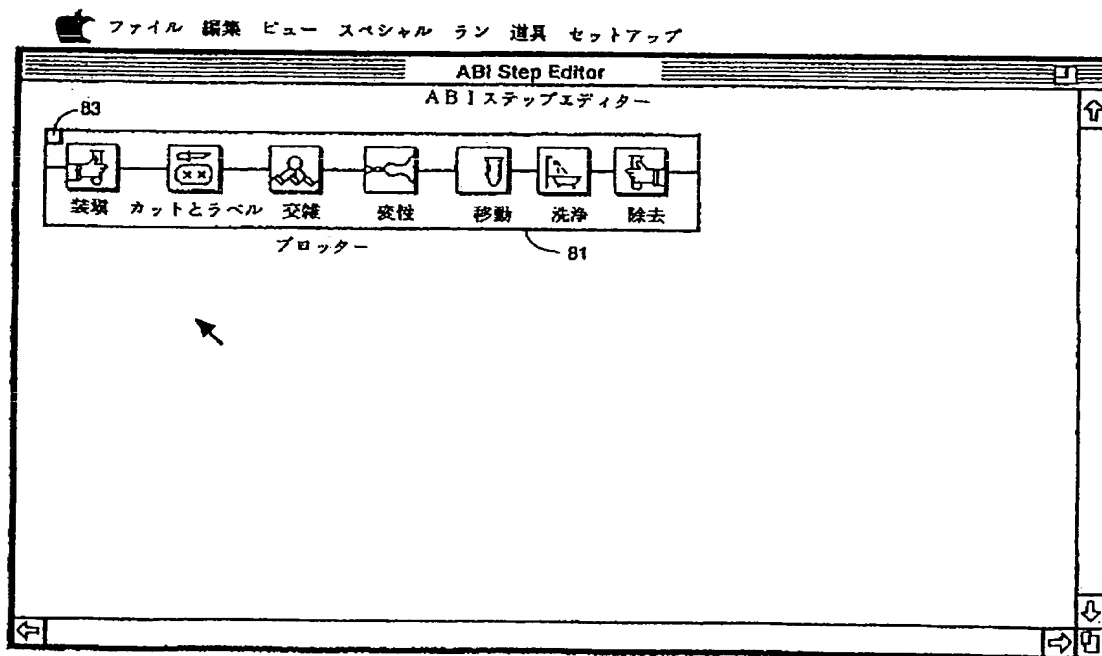 ファイル 編集 ビュー スペシャル ラン 道具 セットアップ
ABI Step Editor
ABIステップエディター
83
装填 カットとラベル 交雑 変性 移動 洗浄 除去
ブロッター
81